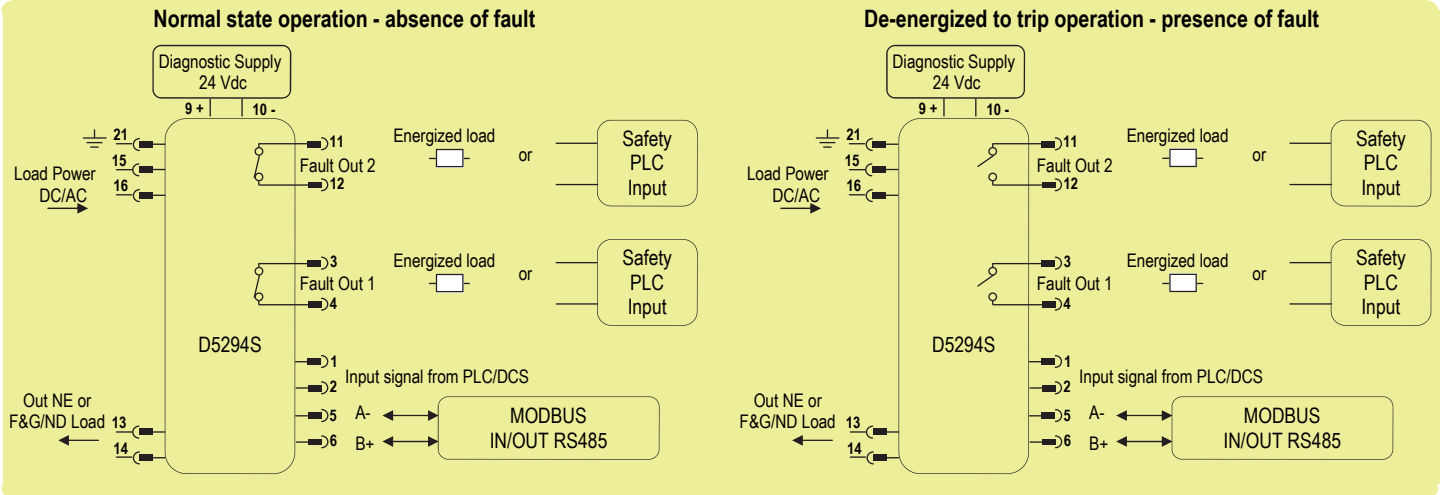 Normal state operation - absence of fault
Diagnostic Supply
24 Vdc
9 +
10 -
21
15
16
Load Power
DC/AC
11
Fault Out 2
12
Energized load
or
Safety
PLC
Input
3
Fault Out 1
4
Energized load
or
Safety
PLC
Input
D5294S
1
2
Input signal from PLC/DCS
5
A-
6
B+
MODBUS
IN/OUT RS485
Out NE or
F&G/ND Load
13
14
De-energized to trip operation - presence of fault
Diagnostic Supply
24 Vdc
9 +
10 -
21
15
16
Load Power
DC/AC
11
Fault Out 2
12
Energized load
or
Safety
PLC
Input
3
Fault Out 1
4
Energized load
or
Safety
PLC
Input
D5294S
1
2
Input signal from PLC/DCS
5
A-
6
B+
MODBUS
IN/OUT RS485
Out NE or
F&G/ND Load
13
14